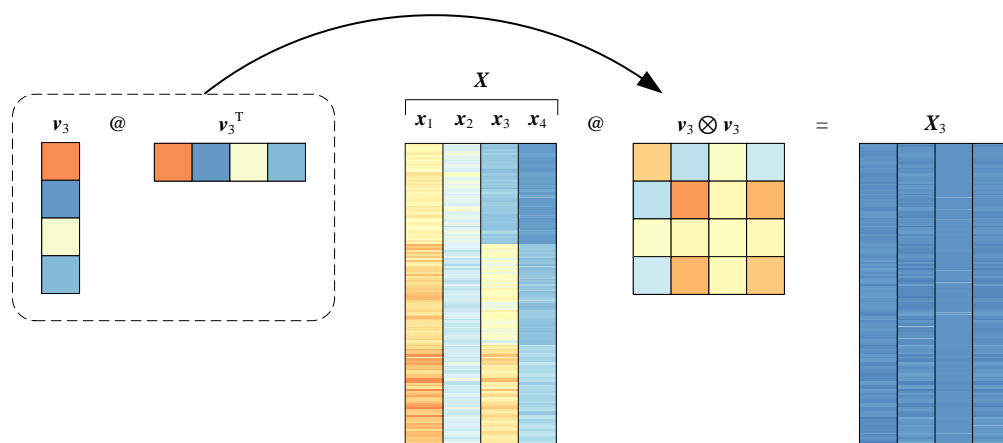 X
v₃ @ v₃ᵀ x₁ x₂ x₃ x₄ @ v₃ ⊗ v₃ = X₃